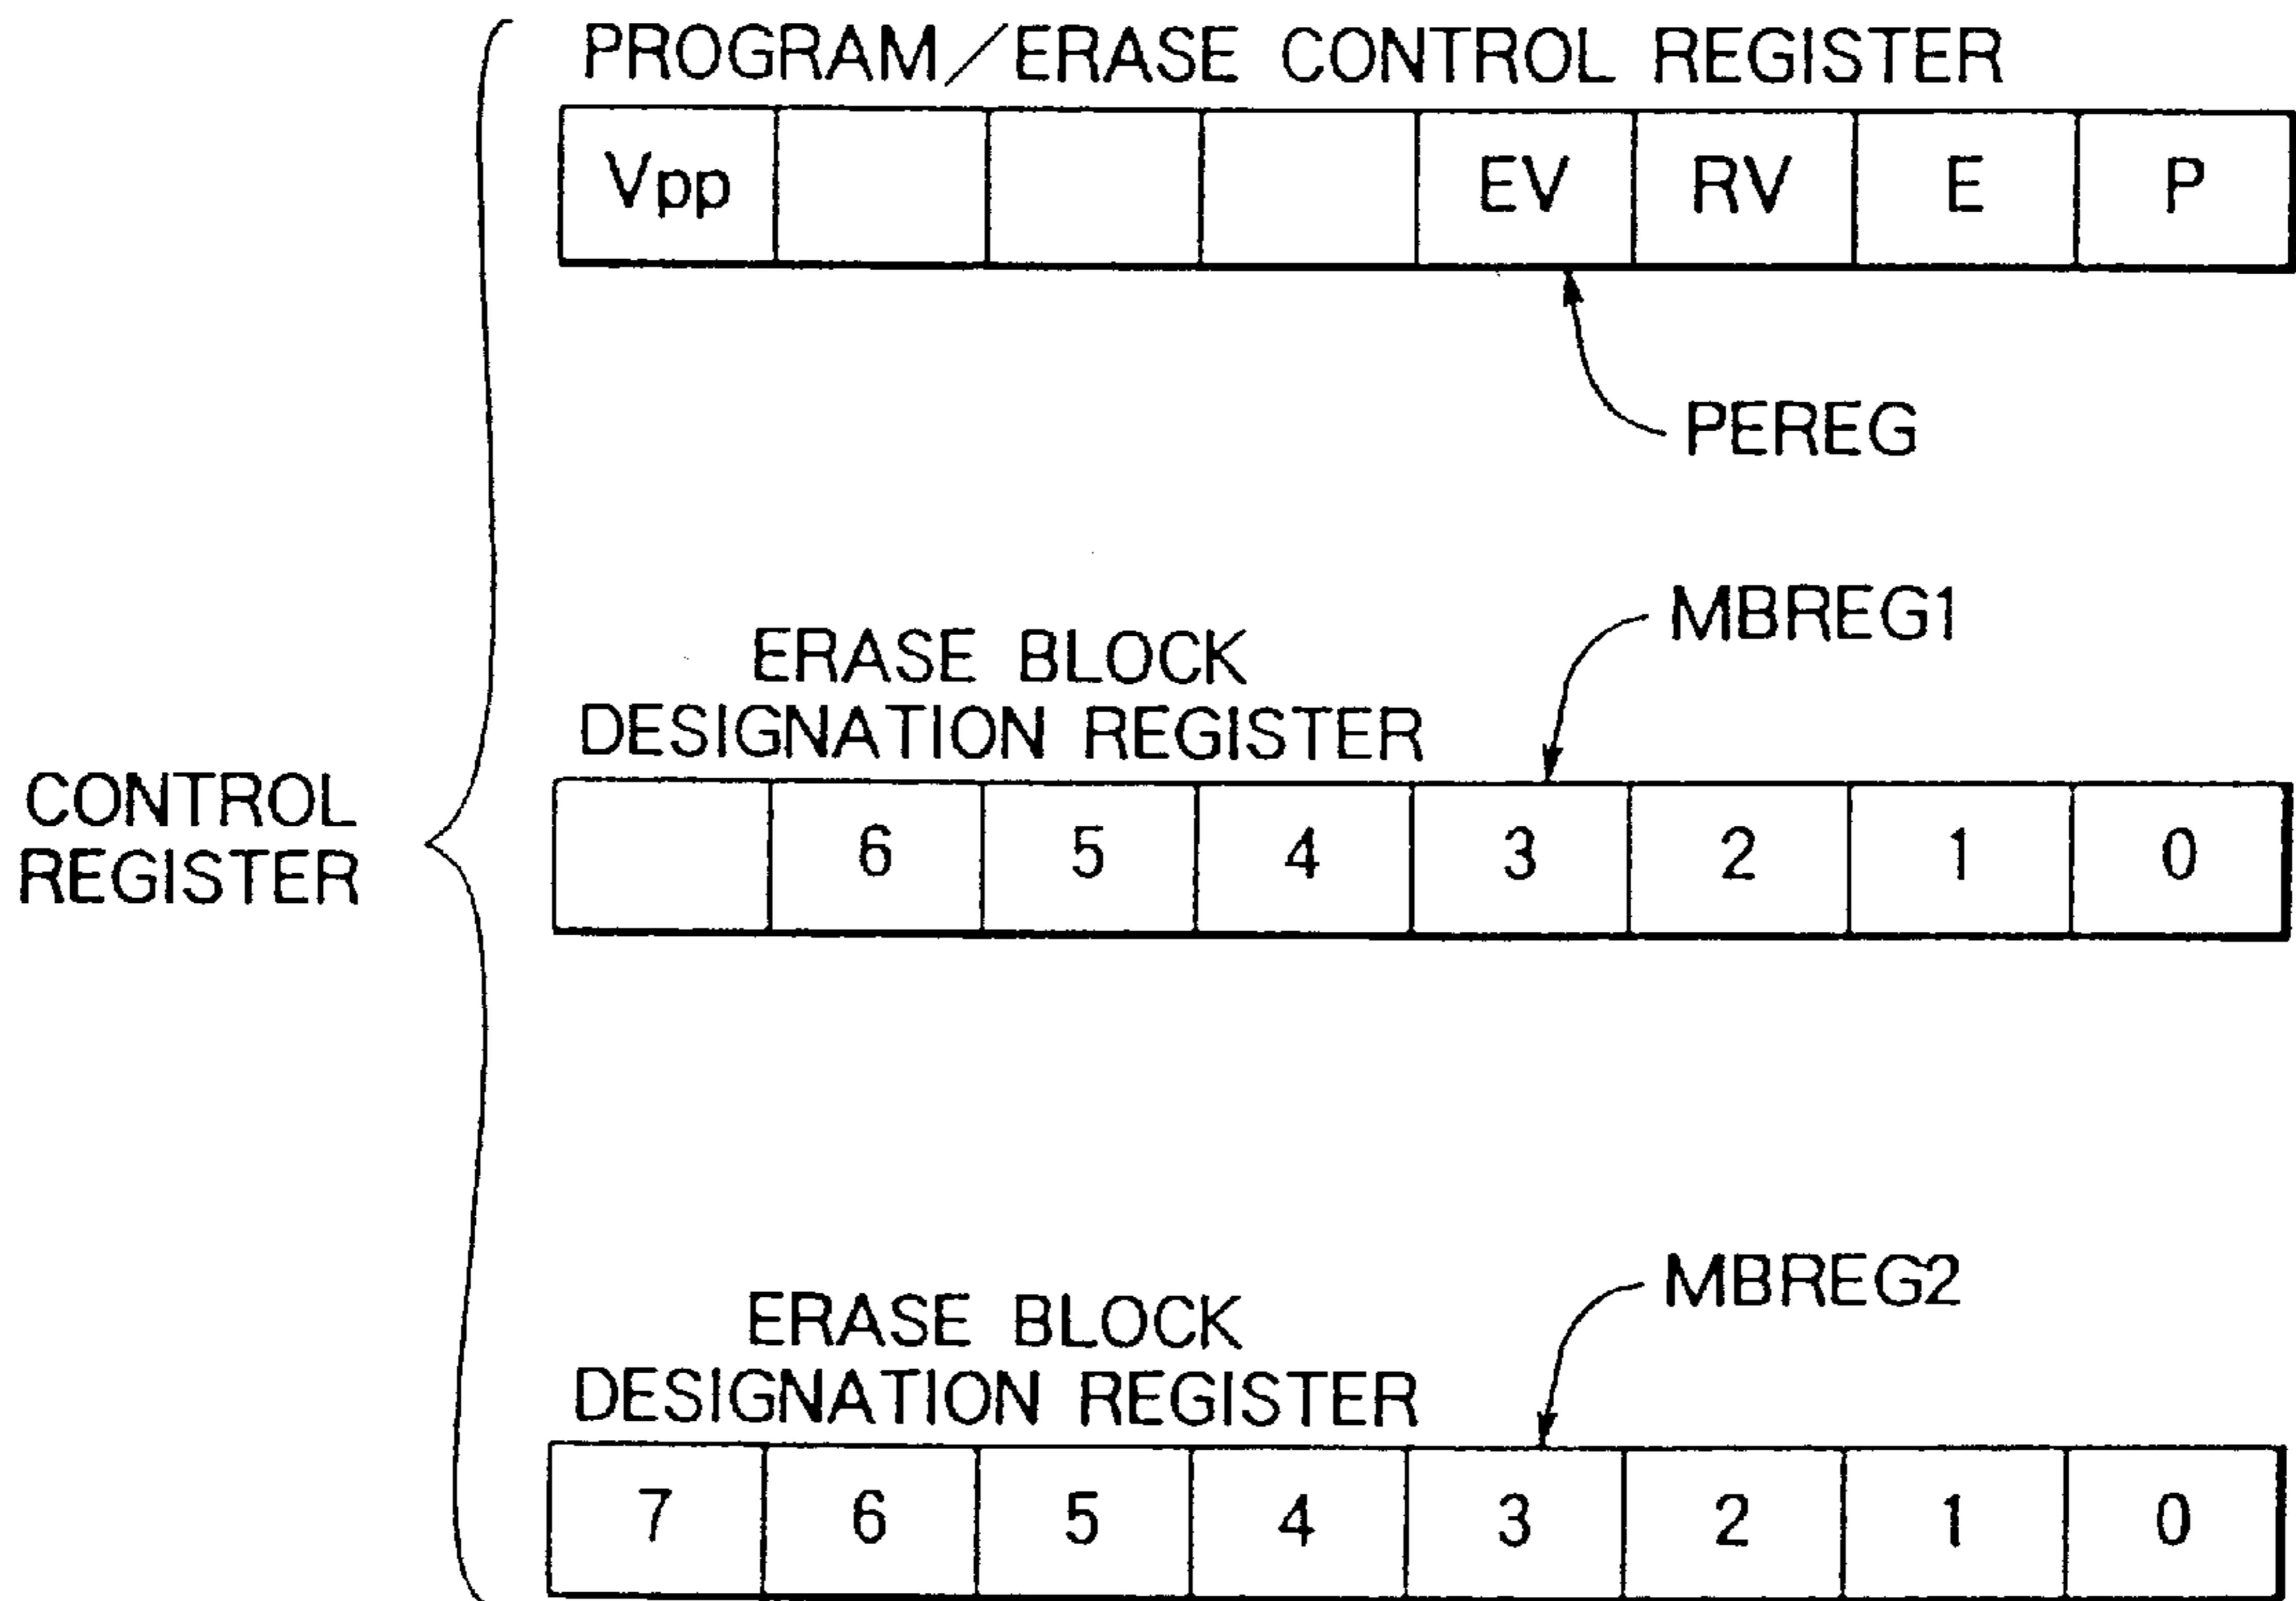 PROGRAM/ERASE CONTROL REGISTER
Vpp EV RV E P
PEREG
MBREG1
ERASE BLOCK
DESIGNATION REGISTER
CONTROL
REGISTER
6 5 4 3 2 1 0
MBREG2
ERASE BLOCK
DESIGNATION REGISTER
7 6 5 4 3 2 1 0